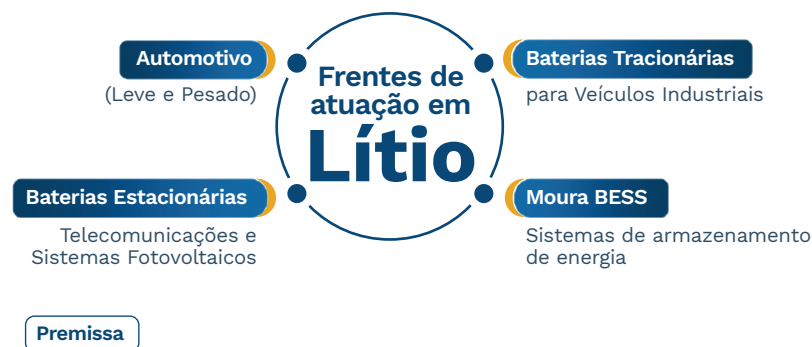 Frentes de
atuação em
Lítio
Automotivo
(Leve e Pesado)
Baterias Tracionárias
para Veículos Industriais
Baterias Estacionárias
Telecomunicações e
Sistemas Fotovoltaicos
Moura BESS
Sistemas de armazenamento
de energia
Premissa